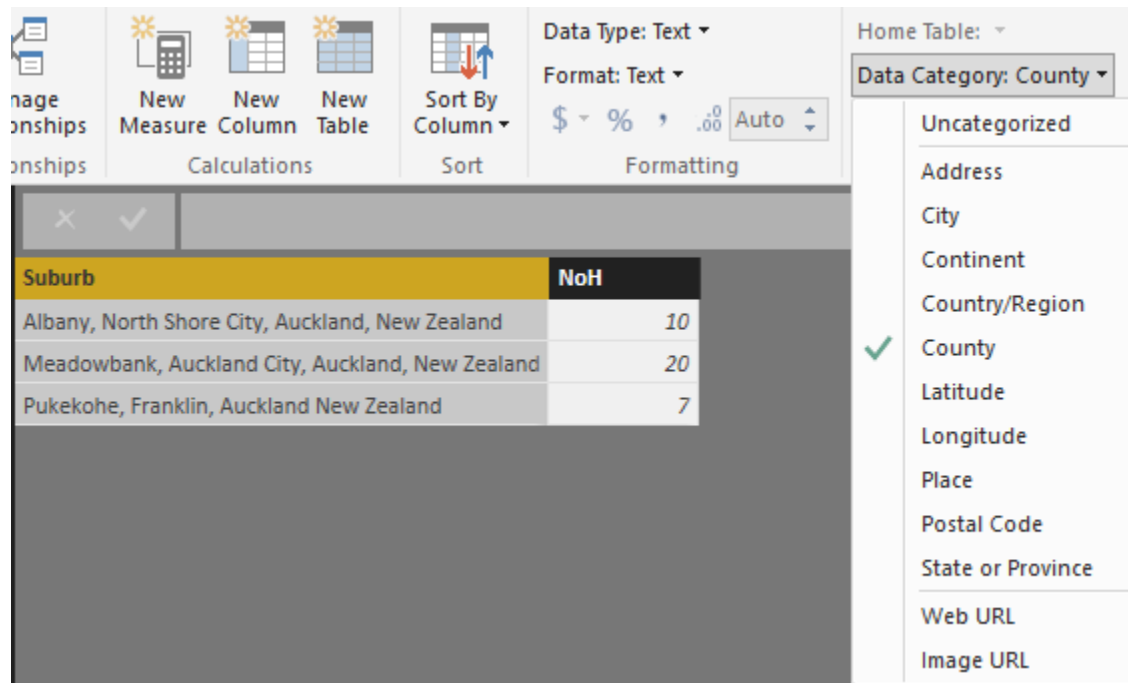 Data Type: Text
Home Table:
Format: Text
Data Category: County
New Measure
New Column
New Table
Sort By Column
$ % , .00 Auto
Calculations
Sort
Formatting
Uncategorized
Address
City
Continent
Country/Region
County
Latitude
Longitude
Place
Postal Code
State or Province
Web URL
Image URL
Suburb NoH
Albany, North Shore City, Auckland, New Zealand 10
Meadowbank, Auckland City, Auckland, New Zealand 20
Pukekohe, Franklin, Auckland New Zealand 7